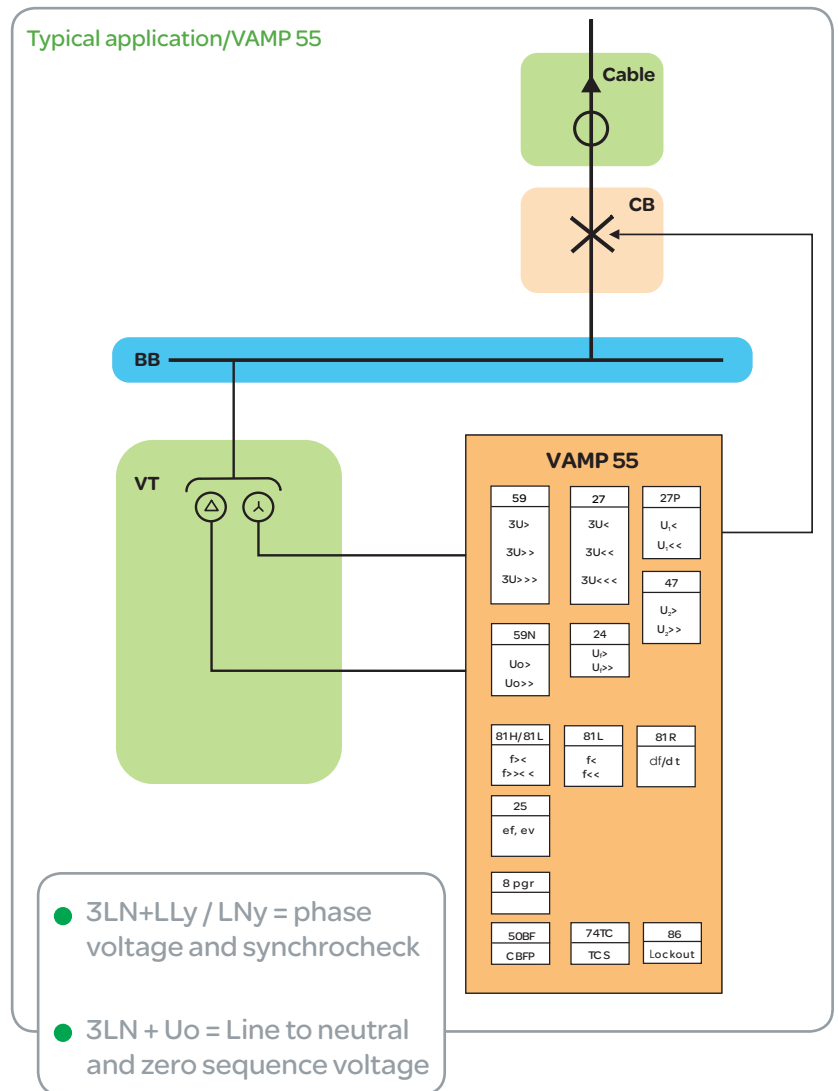 Typical application/VAMP 55
Cable
CB
BB
VT
VAMP 55
59
3U>
3U>>
3U>>>
27
3U<
3U<<
3U<<<
27P
U₁<
U₁<<
47
U₂>
U₂>>
59N
Uo>
Uo>>
24
Uf>
Uf>>
81H/81L
f><
f>><<
81L
f<
f<<
81R
df/dt
25
ef, ev
8 pgr
50BF
CBFP
74TC
TCS
86
Lockout
3LN+LLy / LNy = phase
voltage and synchrocheck
3LN + Uo = Line to neutral
and zero sequence voltage